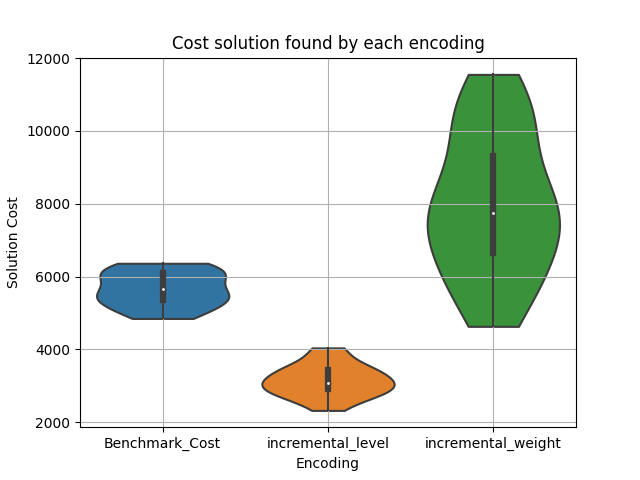 Cost solution found by each encoding
12000
10000
8000
6000
4000
2000
Solution Cost
Benchmark_Cost
incremental_level
incremental_weight
Encoding